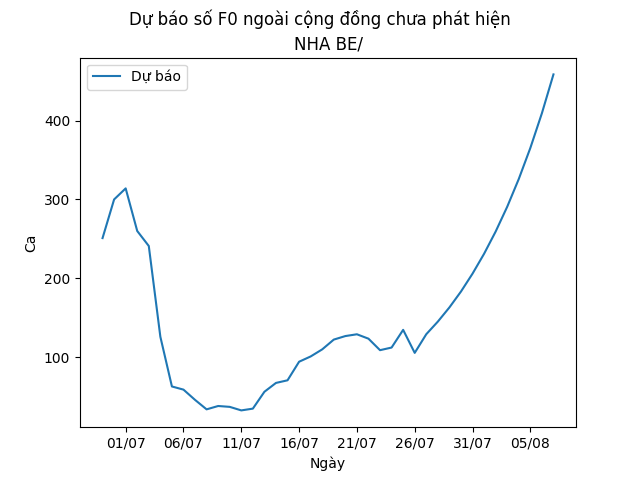 Dự báo số F0 ngoài cộng đồng chưa phát hiện
NHA BE/
Dự báo
Ca
400
300
200
100
01/07 06/07 11/07 16/07 21/07 26/07 31/07 05/08
Ngày